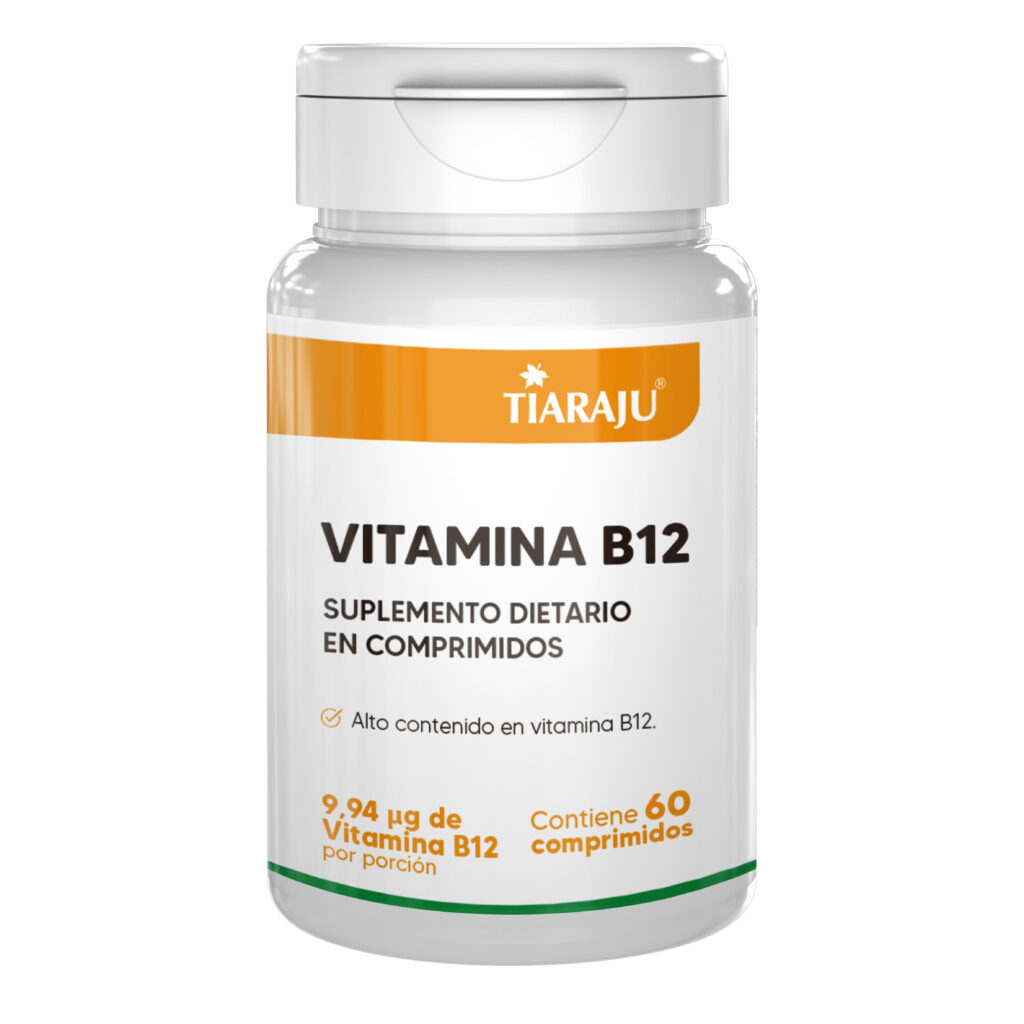 TIARAJU®
VITAMINA B12
SUPLEMENTO DIETARIO
EN COMPRIMIDOS
Alto contenido en vitamina B12.
9,94 µg de
Vitamina B12
por porción
Contiene 60
comprimidos